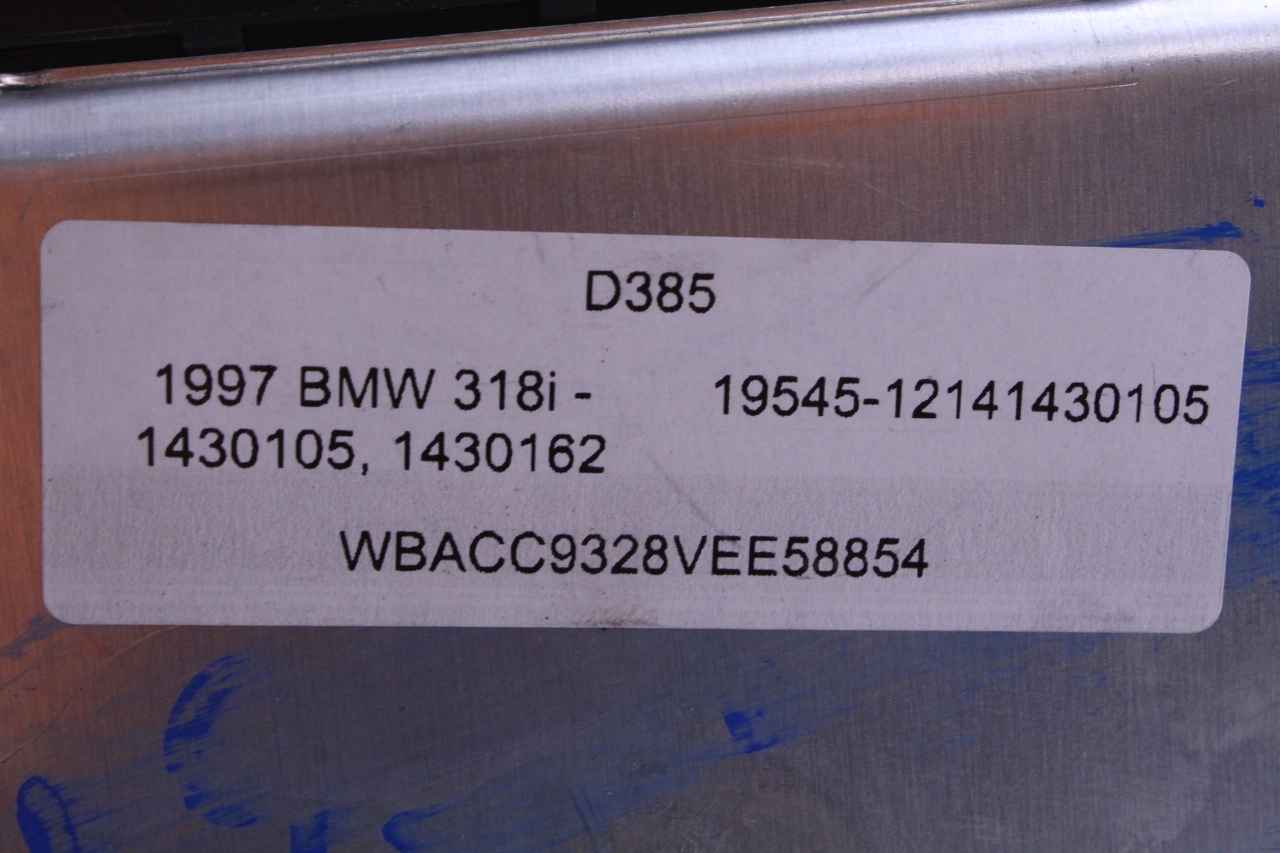 D385
1997 BMW 318i -
1430105, 1430162
19545-12141430105
WBACC9328VEE58854